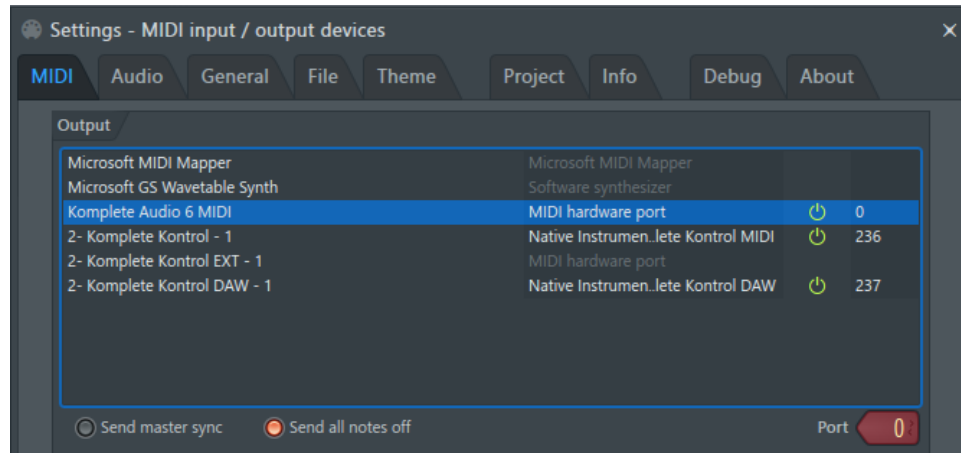 Settings - MIDI input / output devices
MIDI Audio General File Theme Project Info Debug About
Output
Microsoft MIDI Mapper Microsoft MIDI Mapper
Microsoft GS Wavetable Synth Software synthesizer
Komplete Audio 6 MIDI MIDI hardware port 0
2- Komplete Kontrol - 1 Native Instrumen..lete Kontrol MIDI 236
2- Komplete Kontrol EXT - 1 MIDI hardware port
2- Komplete Kontrol DAW - 1 Native Instrumen..lete Kontrol DAW 237
Send master sync Send all notes off Port 0